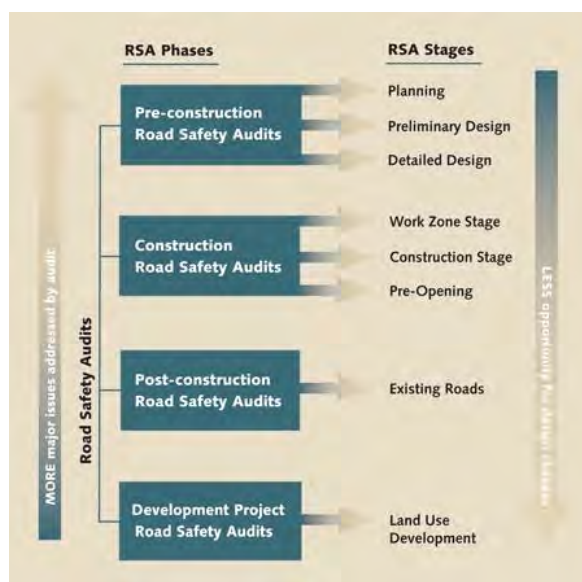 RSA Phases
RSA Stages
Pre-construction
Road Safety Audits
Planning
Preliminary Design
Detailed Design
Construction
Road Safety Audits
Work Zone Stage
Construction Stage
Pre-Opening
Post-construction
Road Safety Audits
Existing Roads
Development Project
Road Safety Audits
Land Use
Development
MORE major issues addressed by audit
Road Safety Audits
LESS opportunity for design change